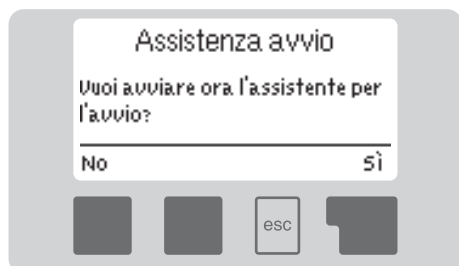 Assistenza avvio
Vuoi avviare ora l'assistente per
l'avvio?
No Sì
esc